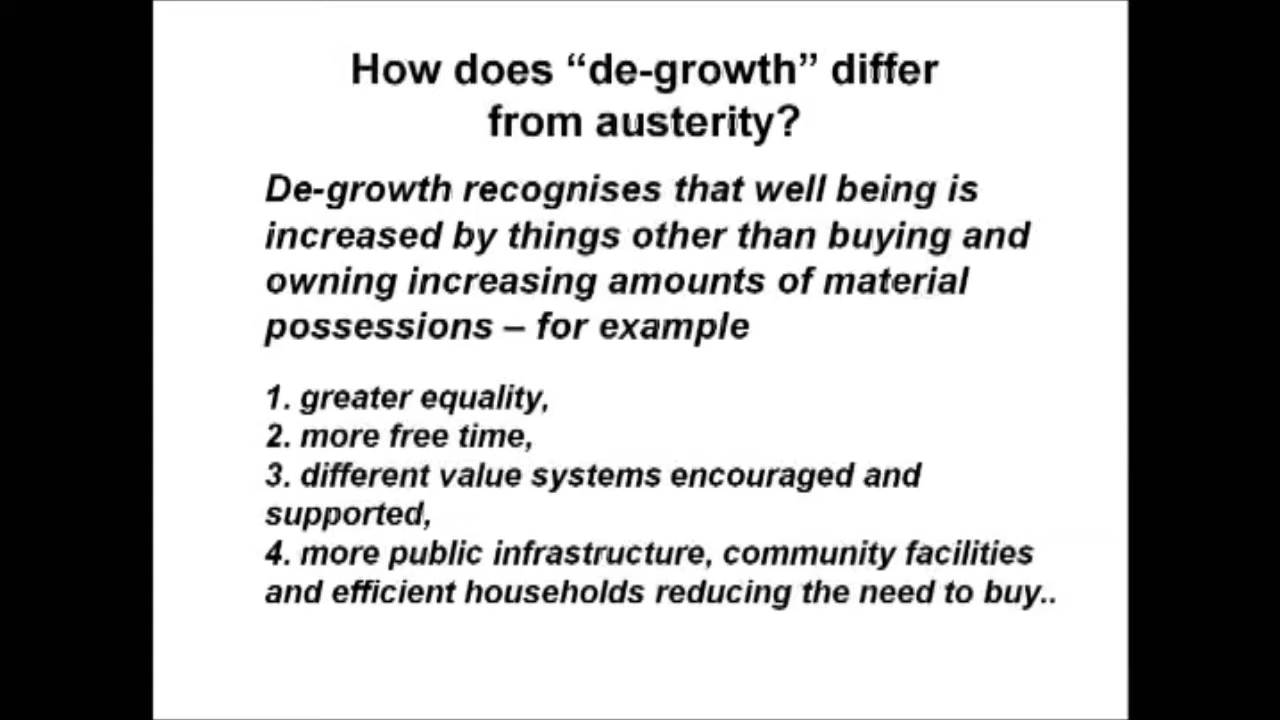 How does “de-growth” differ
from austerity?
De-growth recognises that well being is
increased by things other than buying and
owning increasing amounts of material
possessions – for example
1. greater equality,
2. more free time,
3. different value systems encouraged and
supported,
4. more public infrastructure, community facilities
and efficient households reducing the need to buy..